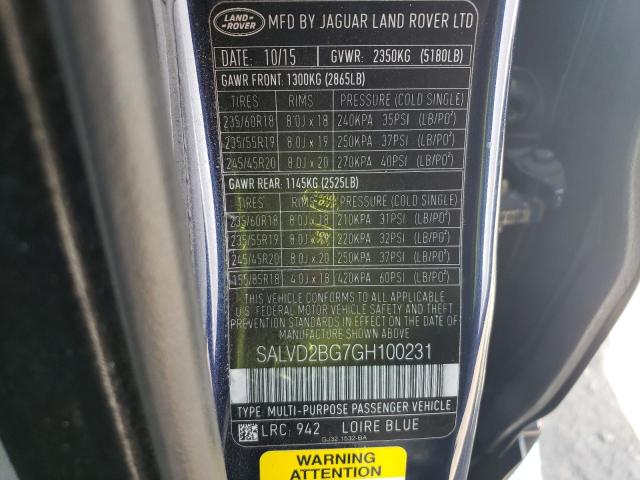 LAND-
ROVER
MFD BY JAGUAR LAND ROVER LTD
DATE: 10/15 GVWR: 2350KG (5180LB)
GAWR FRONT: 1300KG (2865LB)
TIRES RIMS PRESSURE (COLD SINGLE)
235/60R18 8.0J x 18 240KPA 35PSI (LB/PO²)
235/55R19 8.0J x 19 250KPA 37PSI (LB/PO²)
245/45R20 8.0J x 20 270KPA 40PSI (LB/PO²)
GAWR REAR: 1145KG (2525LB)
TIRES RIMS PRESSURE (COLD SINGLE)
235/60R18 8.0J x 18 210KPA 31PSI (LB/PO²)
235/55R19 8.0J x 19 220KPA 32PSI (LB/PO²)
245/45R20 8.0J x 20 250KPA 37PSI (LB/PO²)
155/85R18 4.0J x 18 420KPA 60PSI (LB/PO²)
THIS VEHICLE CONFORMS TO ALL APPLICABLE
U.S. FEDERAL MOTOR VEHICLE SAFETY AND THEFT
PREVENTION STANDARDS IN EFFECT ON THE DATE OF
MANUFACTURE SHOWN ABOVE
SALVD2BG7GH100231
TYPE: MULTI-PURPOSE PASSENGER VEHICLE
LRC: 942 LOIRE BLUE
GJ32-1532-BA
WARNING
ATTENTION